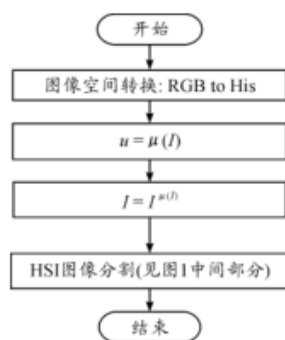 开始
图像空间转换: RGB to His
u = μ(I)
I = I^μ(I)
HSI图像分割(见图1中间部分)
结束